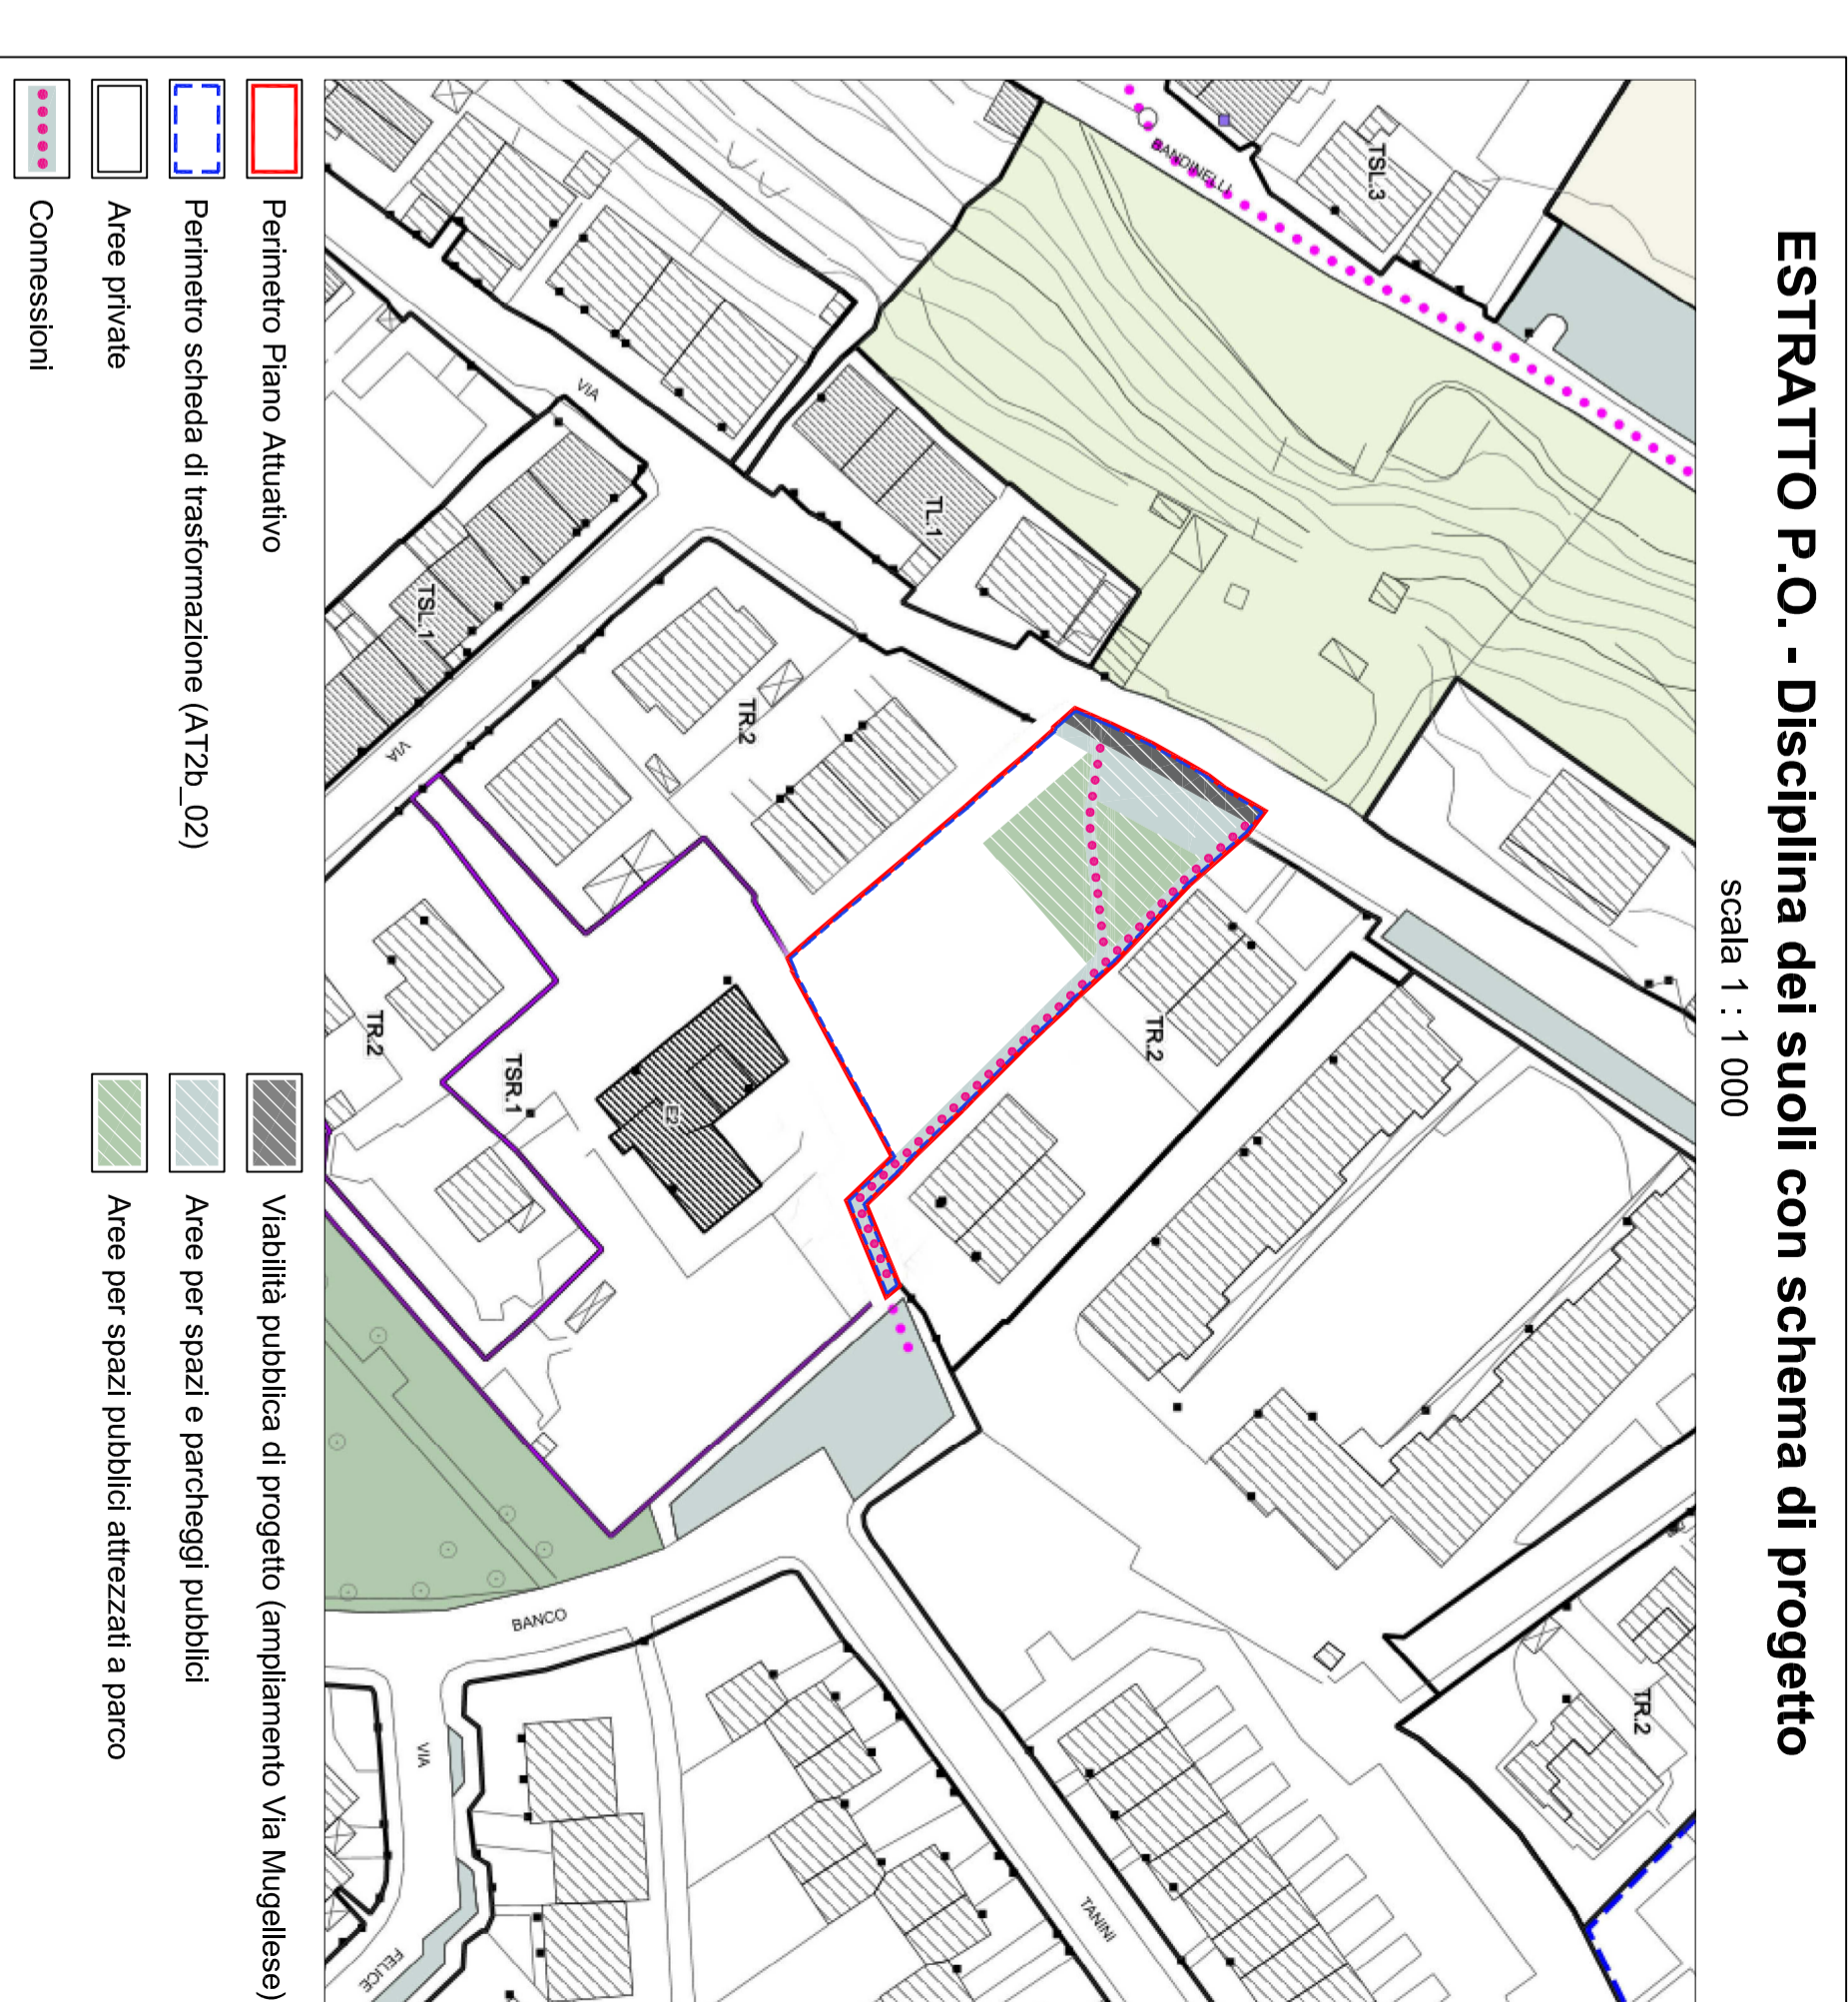 ESTRATTO P.O. - Disciplina dei suoli con schema di progetto
scala 1 : 1 000
BANDINELLI
TSL.3
TL.1
VIA
TSL.1
VIA
TR.2
TR.2
TR.2
TSR.1
E2
TR.2
BANCO
VIA
TANINI
FELICE
Perimetro Piano Attuativo
Perimetro scheda di trasformazione (AT2b_02)
Aree private
Connessioni
Viabilità pubblica di progetto (ampliamento Via Mugellese)
Aree per spazi e parcheggi pubblici
Aree per spazi pubblici attrezzati a parco